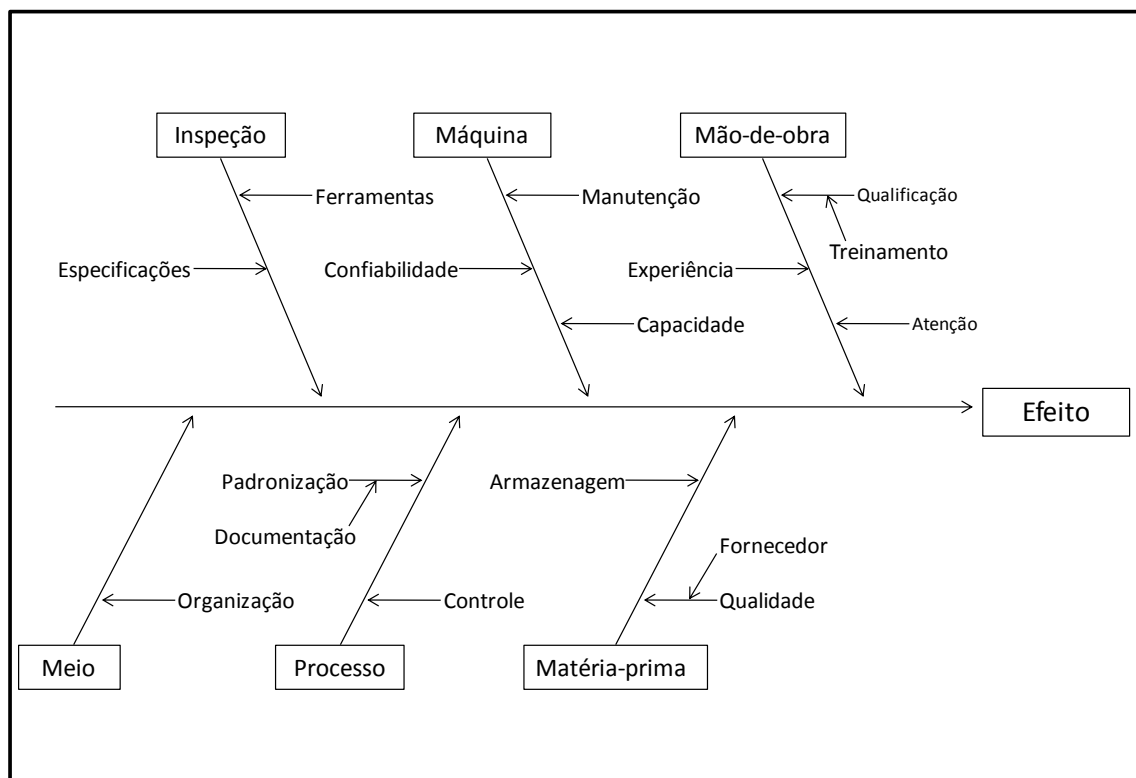 Inspeção
Máquina
Mão-de-obra
Ferramentas
Manutenção
Qualificação
Treinamento
Especificações
Confiabilidade
Experiência
Capacidade
Atenção
Efeito
Padronização
Armazenagem
Documentação
Fornecedor
Organização
Controle
Qualidade
Meio
Processo
Matéria-prima